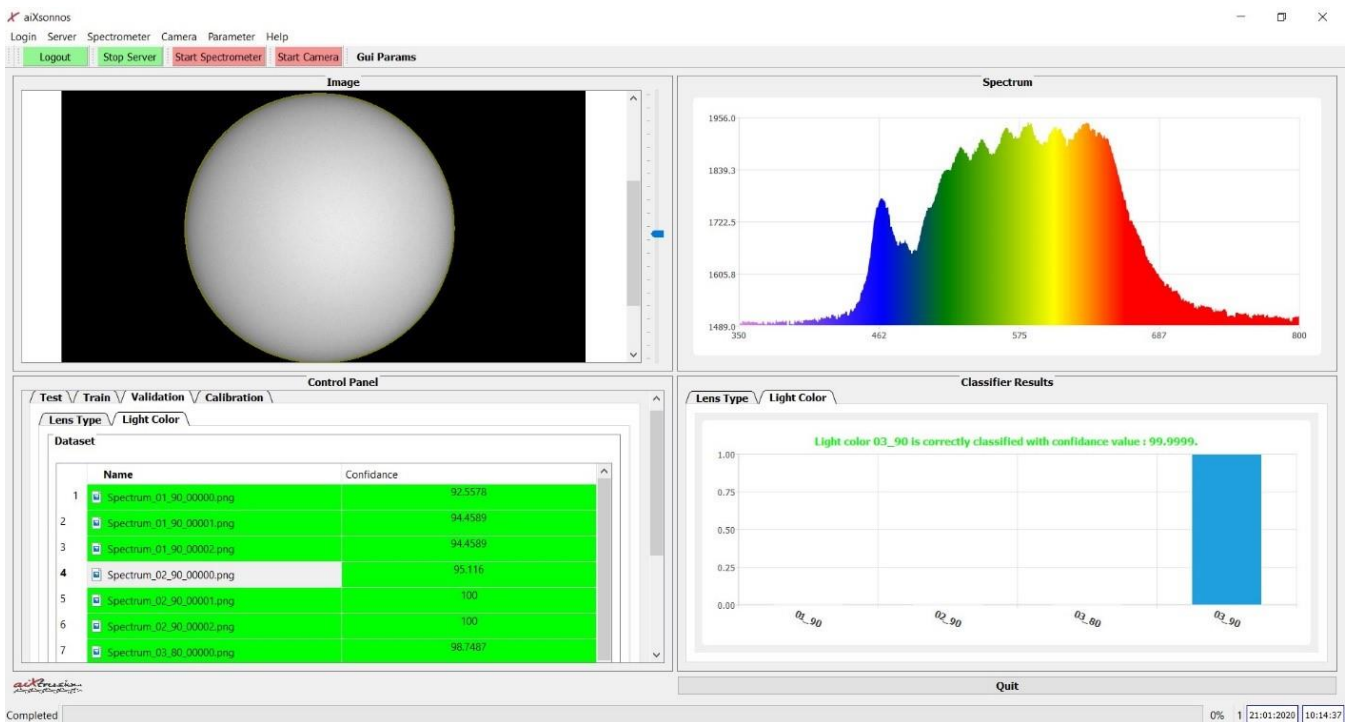 aiXsonnos
Login Server Spectrometer Camera Parameter Help
Logout Stop Server Start Spectrometer Start Camera Gui Params
Image
Spectrum
1956.0
1839.3
1722.5
1605.8
1489.0
350 462 575 687 800
Control Panel
Test Train Validation Calibration
Lens Type Light Color
Dataset
Name Confidance
1 Spectrum_01_90_00000.png 92.5578
2 Spectrum_01_90_00001.png 94.4589
3 Spectrum_01_90_00002.png 94.4589
4 Spectrum_02_90_00000.png 95.116
5 Spectrum_02_90_00001.png 100
6 Spectrum_02_90_00002.png 100
7 Spectrum_03_80_00000.png 98.7487
Classifier Results
Lens Type Light Color
Light color 03_90 is correctly classified with confidance value : 99.9999.
1.00
0.75
0.50
0.25
0.00
01_90 02_90 03_80 03_90
aiXtrusion
Quit
Completed 0% 1 21:01:2020 10:14:37